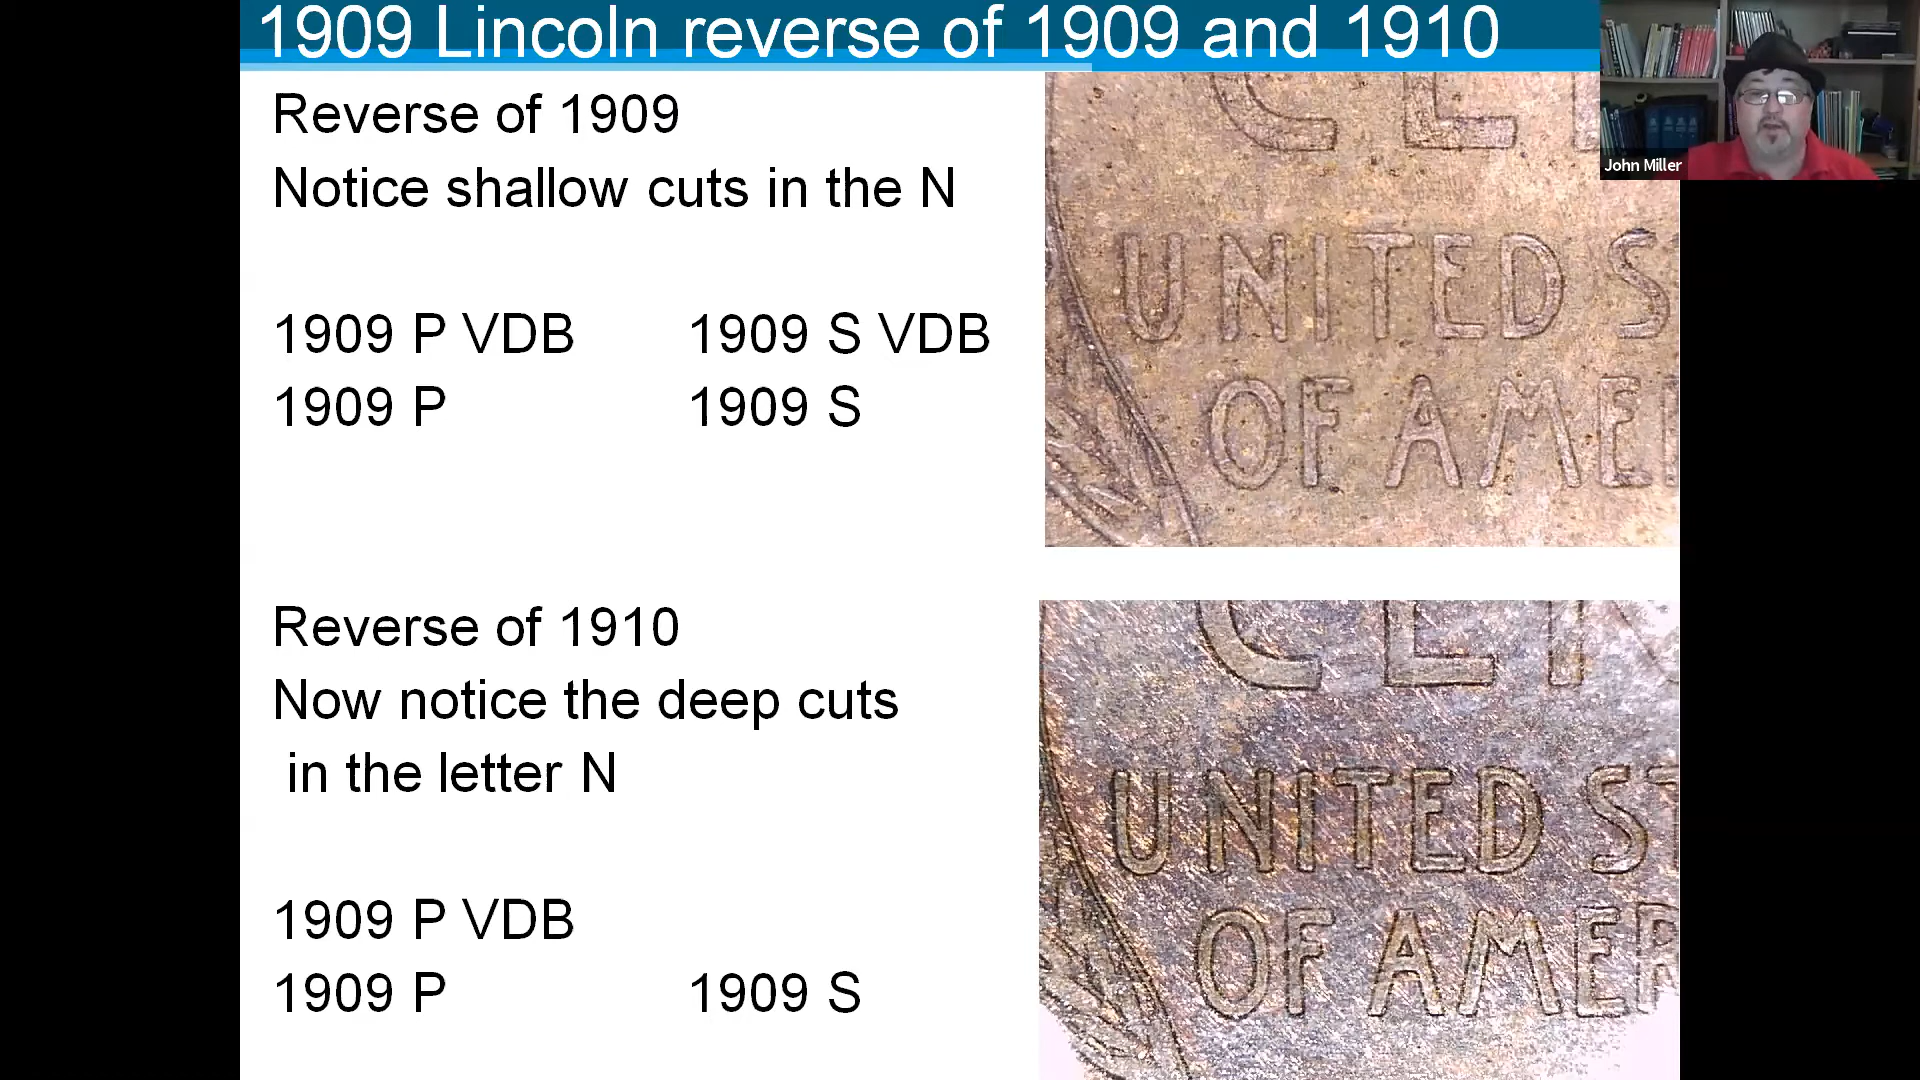 1909 Lincoln reverse of 1909 and 1910
John Miller
Reverse of 1909
Notice shallow cuts in the N
1909 P VDB 1909 S VDB
1909 P 1909 S
UNITED ST
OF AMER
Reverse of 1910
Now notice the deep cuts
in the letter N
1909 P VDB
1909 P 1909 S
CEN
UNITED ST
OF AMER